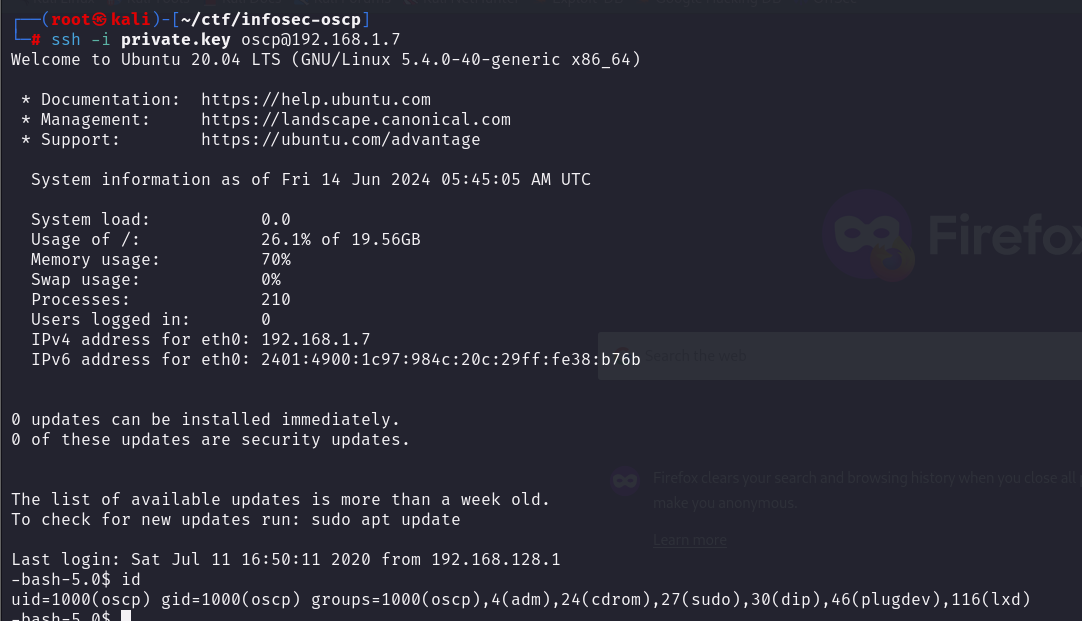 ┌──(root㉿kali)-[~/ctf/infosec-oscp]
└─# ssh -i private.key oscp@192.168.1.7
Welcome to Ubuntu 20.04 LTS (GNU/Linux 5.4.0-40-generic x86_64)
* Documentation:  https://help.ubuntu.com
* Management:     https://landscape.canonical.com
* Support:        https://ubuntu.com/advantage
System information as of Fri 14 Jun 2024 05:45:05 AM UTC
System load:           0.0
Usage of /:            26.1% of 19.56GB
Memory usage:          70%
Swap usage:            0%
Processes:             210
Users logged in:       0
Firefox
IPv4 address for eth0: 192.168.1.7
IPv6 address for eth0: 2401:4900:1c97:984c:20c:29ff:fe38:b76b
Search the web
0 updates can be installed immediately.
0 of these updates are security updates.
Firefox clears your search and browsing history when you close all
make you anonymous.
Learn more
The list of available updates is more than a week old.
To check for new updates run: sudo apt update
Last login: Sat Jul 11 16:50:11 2020 from 192.168.128.1
-bash-5.0$ id
uid=1000(oscp) gid=1000(oscp) groups=1000(oscp),4(adm),24(cdrom),27(sudo),30(dip),46(plugdev),116(lxd)
-bash-5.0$